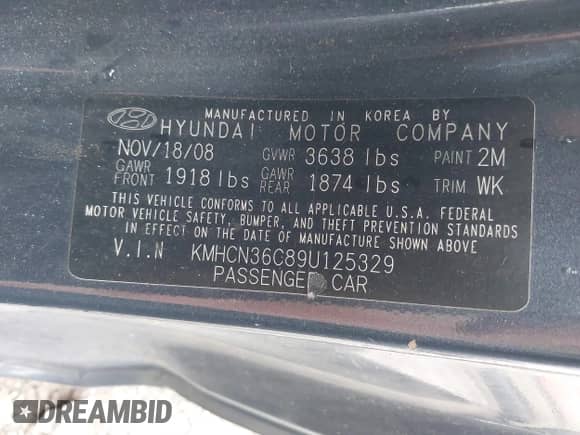 MANUFACTURED IN KOREA BY
HYUNDAI MOTOR COMPANY
NOV/18/08 GVWR 3638 lbs PAINT 2M
GAWR FRONT 1918 lbs GAWR REAR 1874 lbs TRIM WK
THIS VEHICLE CONFORMS TO ALL APPLICABLE U.S.A. FEDERAL
MOTOR VEHICLE SAFETY, BUMPER, AND THEFT PREVENTION STANDARDS
IN EFFECT ON THE DATE OF MANUFACTURE SHOWN ABOVE
V.I.N KMHCN36C89U125329
PASSENGER CAR
DREAMBID